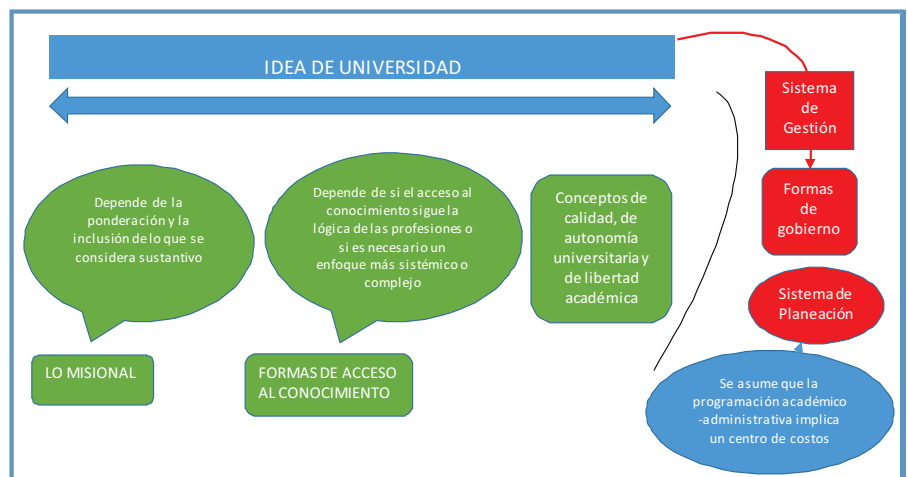 IDEA DE UNIVERSIDAD
Sistema
de
Gestión
Depende de la
ponderación y la
inclusión de lo que se
considera sustantivo
Depende de si el acceso al
conocimiento sigue la
lógica de las profesiones o
si es necesario un
enfoque más sistémico o
complejo
Conceptos de
calidad, de
autonomía
universitaria y
de libertad
académica
Formas
de
gobierno
Sistema de
Planeación
LO MISIONAL
FORMAS DE ACCESO
AL CONOCIMIENTO
Se asume que la
programación académico
-administrativa implica
un centro de costos